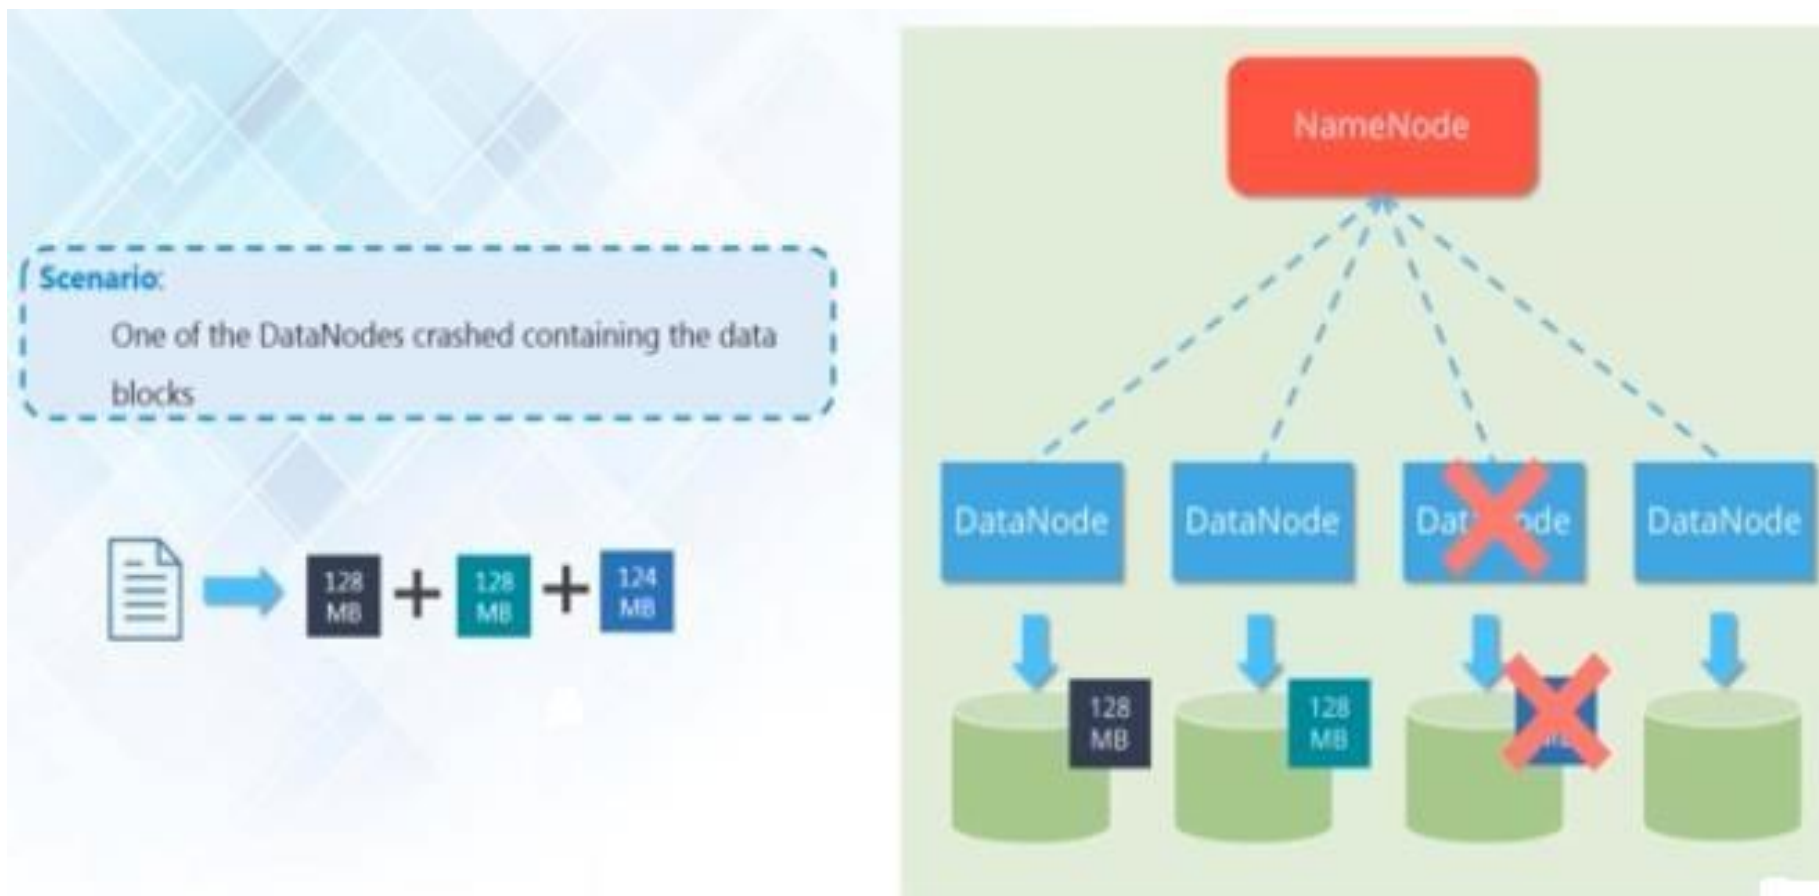 Scenario:
One of the DataNodes crashed containing the data
blocks
128
MB
+
128
MB
+
124
MB
NameNode
DataNode
DataNode
DataNode
128
MB
128
MB